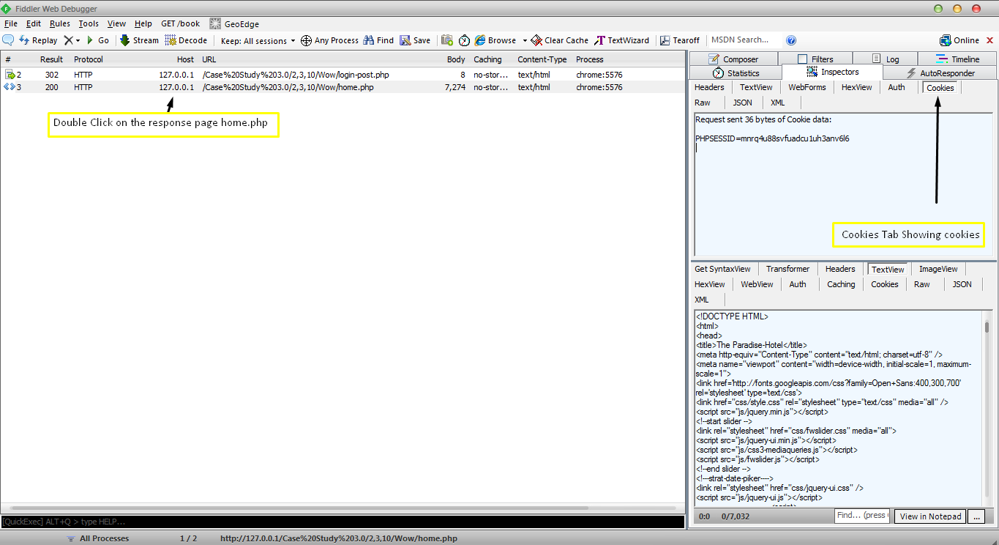 Fiddler Web Debugger
File Edit Rules Tools View Help GET /book GeoEdge
Replay Go Stream Decode Keep: All sessions Any Process Find Save Browse Clear Cache TextWizard Tearoff MSDN Search... Online
# Result Protocol Host URL Body Caching Content-Type Process
2 302 HTTP 127.0.0.1 /Case%20Study%203.0/2,3,10/Wow/login-post.php 8 no-stor... text/html chrome:5576
3 200 HTTP 127.0.0.1 /Case%20Study%203.0/2,3,10/Wow/home.php 7,274 no-stor... text/html chrome:5576
Double Click on the response page home.php
Composer Filters Log Timeline
Statistics Inspectors AutoResponder
Headers TextView WebForms HexView Auth Cookies
Raw JSON XML
Request sent 36 bytes of Cookie data:
PHPSESSID=mnrq4u88svfuadcu1uh3anv6l6
Cookies Tab Showing cookies
Get SyntaxView Transformer Headers TextView ImageView
HexView WebView Auth Caching Cookies Raw JSON
XML
<!DOCTYPE HTML>
<html>
<head>
<title>The Paradise-Hotel</title>
<meta http-equiv="Content-Type" content="text/html; charset=utf-8" />
<meta name="viewport" content="width=device-width, initial-scale=1, maximum-
scale=1">
<link href='http://fonts.googleapis.com/css?family=Open+Sans:400,300,700'
rel='stylesheet' type='text/css'>
<link href="css/style.css" rel="stylesheet" type="text/css" media="all" />
<script src="js/jquery.min.js"></script>
<!--start slider -->
<link rel="stylesheet" href="css/fwslider.css" media="all">
<script src="js/jquery-ui.min.js"></script>
<script src="js/css3-mediaqueries.js"></script>
<script src="js/fwslider.js"></script>
<!--end slider -->
<!---strat-date-piker---->
<link rel="stylesheet" href="css/jquery-ui.css" />
<script src="js/jquery-ui.js"></script>
0:0 0/7,032 Find... (press View in Notepad ...
[QuickExec] ALT+Q > type HELP...
All Processes 1 / 2 http://127.0.0.1/Case%20Study%203.0/2,3,10/Wow/home.php